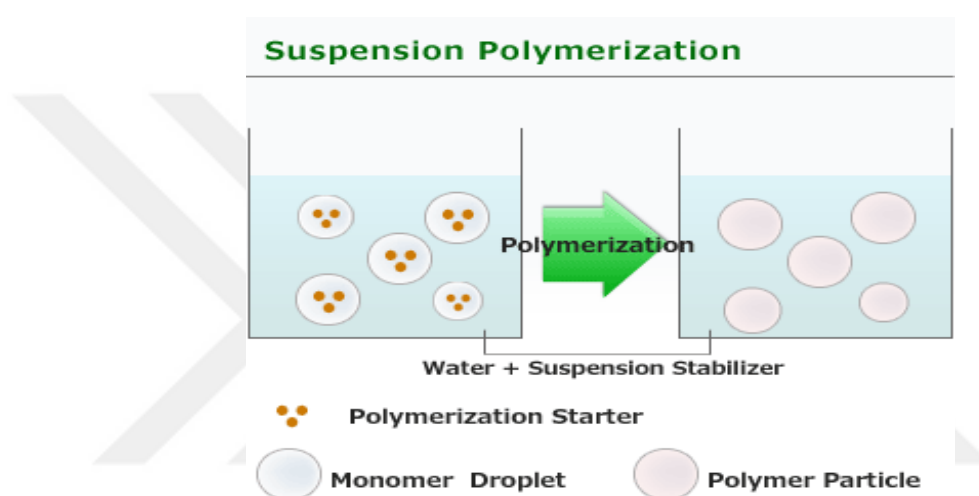 Suspension Polymerization
Polymerization
Water + Suspension Stabilizer
Polymerization Starter
Monomer Droplet
Polymer Particle